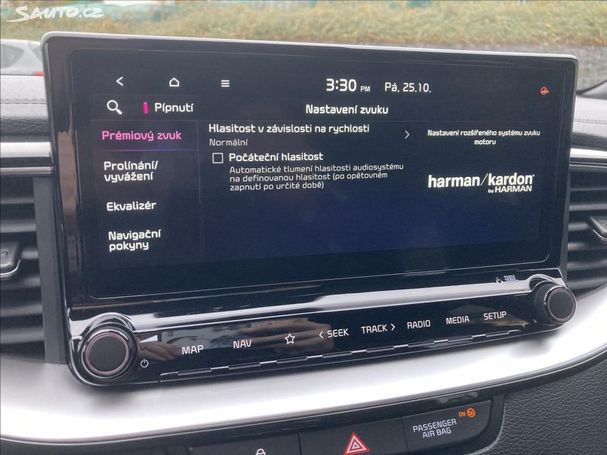 Sauto.cz
3:30 PM
Pá, 25.10.
Pípnutí
Nastavení zvuku
Prémiový zvuk
Prolínání/
vyvážení
Ekvalizér
Navigační
pokyny
Hlasitost v závislosti na rychlosti
Normální
Počáteční hlasitost
Automatické tlumení hlasitosti audiosystému
na definovanou hlasitost (po opětovném
zapnutí po určité době)
Nastavení rozšířeného systému zvuku
motoru
harman/kardon
by HARMAN
MAP
NAV
SEEK
TRACK
RADIO
MEDIA
SETUP
PASSENGER
AIR BAG
ON